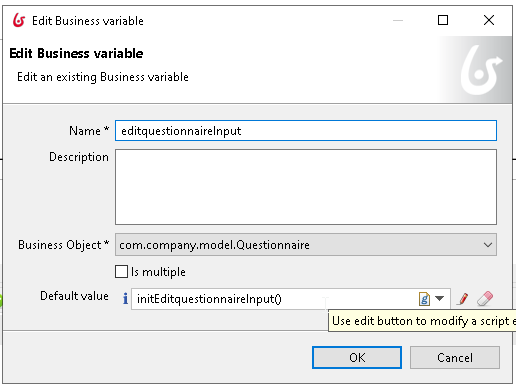 Edit Business variable
Edit Business variable
Edit an existing Business variable
Name * editquestionnaireInput
Description
Business Object * com.company.model.Questionnaire
Is multiple
Default value i initEditquestionnaireInput() g
Use edit button to modify a script e
OK Cancel